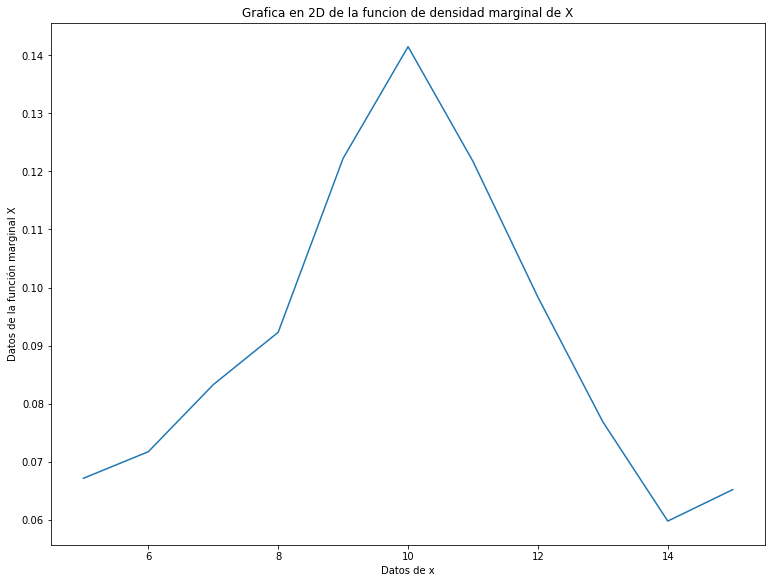 Grafica en 2D de la funcion de densidad marginal de X
0.14
0.13
0.12
0.11
0.10
0.09
0.08
0.07
0.06
Datos de la función marginal X
6 8 10 12 14
Datos de x